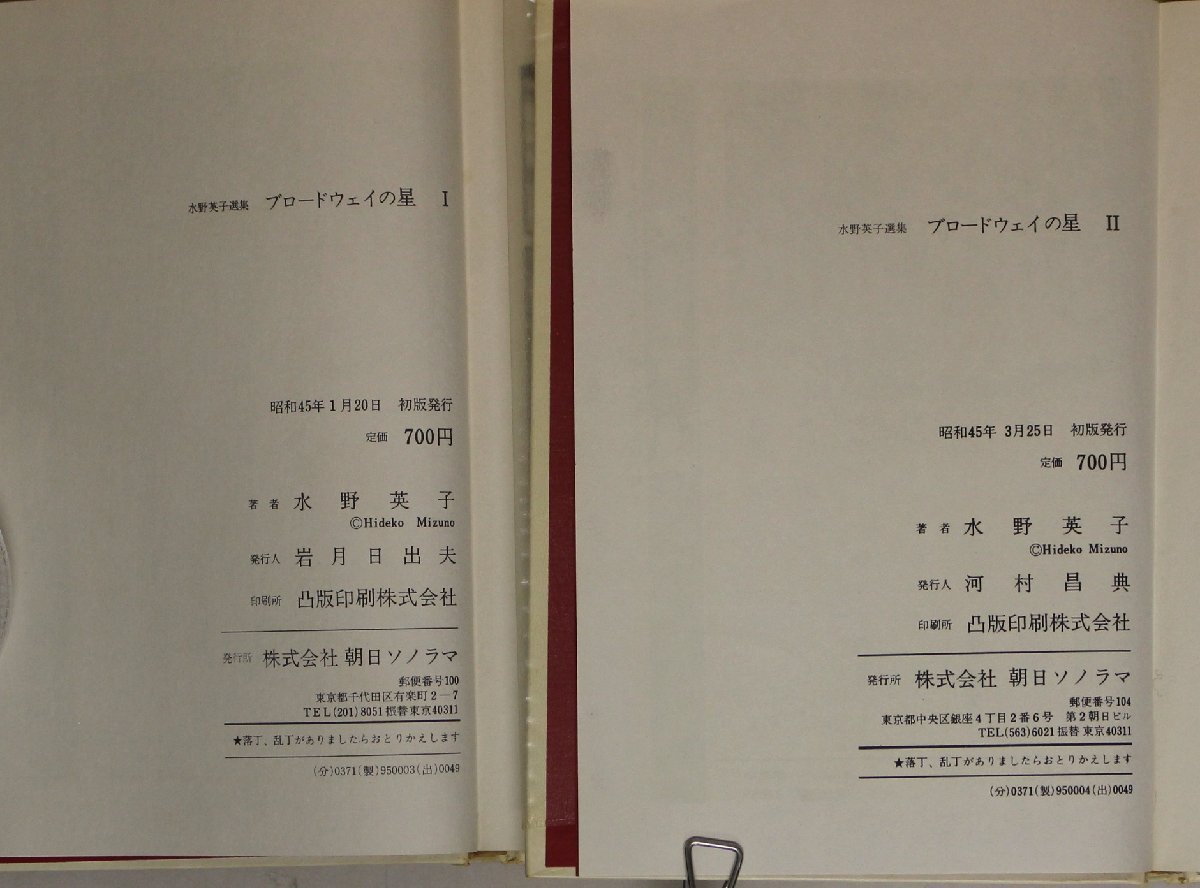 水野英子選集 ブロードウェイの星 I
昭和45年1月20日 初版発行
定価 700円
著者 水野英子
©Hideko Mizuno
発行人 岩月日出夫
印刷所 凸版印刷株式会社
発行所 株式会社 朝日ソノラマ
郵便番号100
東京都千代田区有楽町2―7
TEL(201)8051振替東京40311
★落丁、乱丁がありましたらおとりかえします
(分)0371(製)950003(出)0049
水野英子選集 ブロードウェイの星 II
昭和45年 3月25日 初版発行
定価 700円
著者 水野英子
©Hideko Mizuno
発行人 河村昌典
印刷所 凸版印刷株式会社
発行所 株式会社 朝日ソノラマ
郵便番号104
東京都中央区銀座4丁目2番6号 第2朝日ビル
TEL(563)6021振替 東京40311
★落丁、乱丁がありましたらおとりかえします
(分)0371(製)950004(出)0049